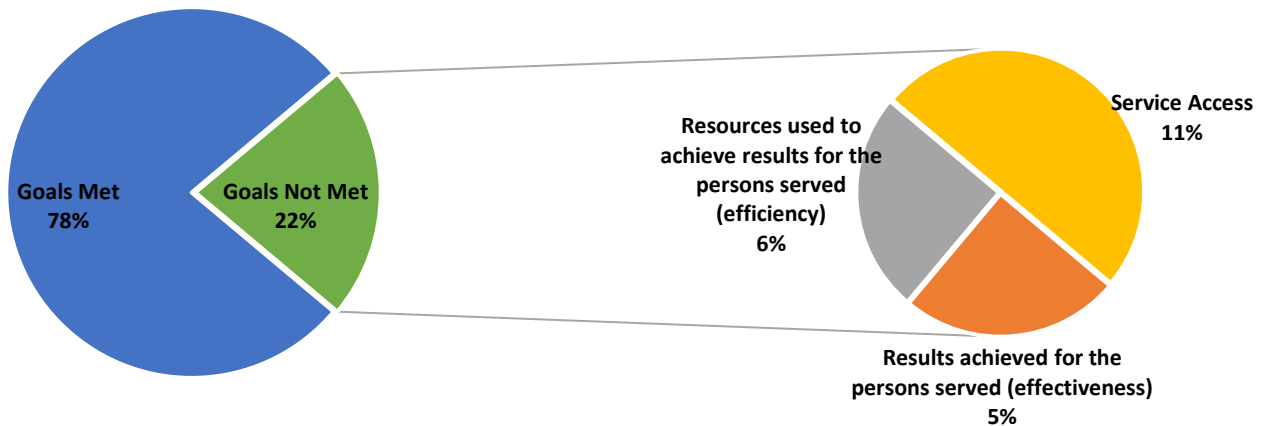 Goals Met
78%
Goals Not Met
22%
Resources used to
achieve results for the
persons served
(efficiency)
6%
Service Access
11%
Results achieved for the
persons served (effectiveness)
5%